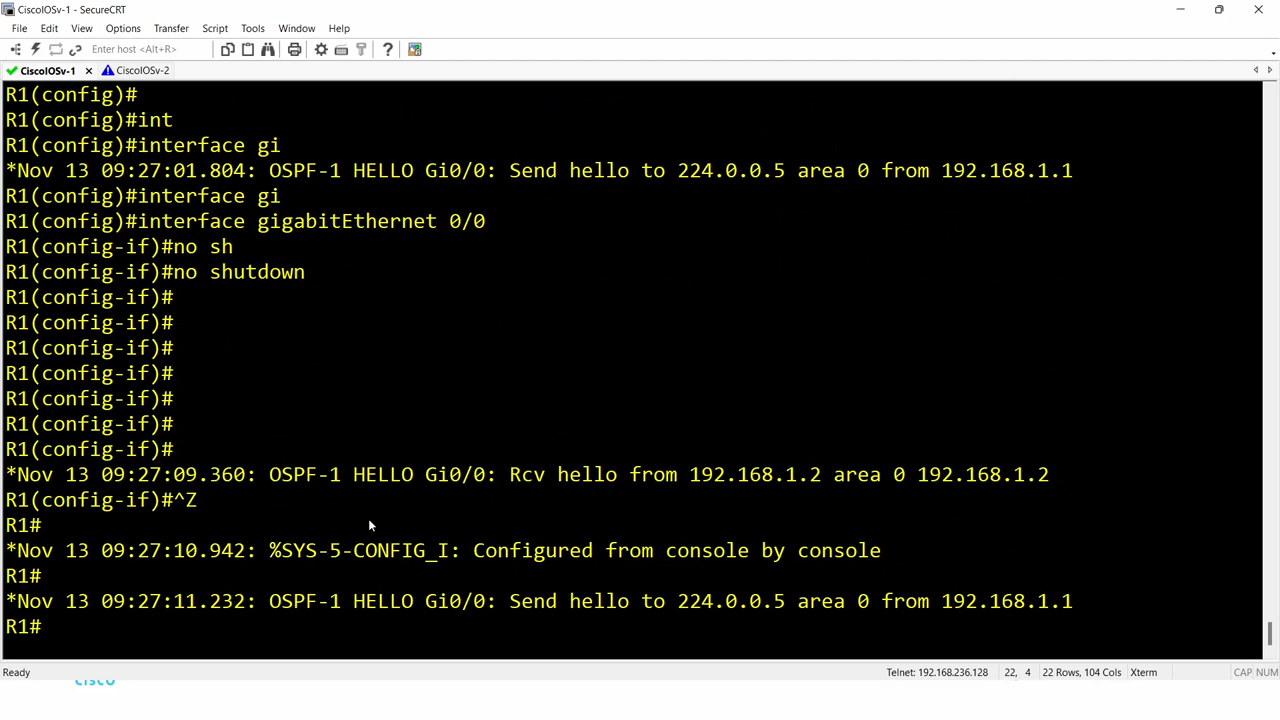 CiscoIOSv-1 - SecureCRT
File Edit View Options Transfer Script Tools Window Help
Enter host <Alt+R>
CiscoIOSv-1 CiscoIOSv-2
R1(config)#
R1(config)#int
R1(config)#interface gi
*Nov 13 09:27:01.804: OSPF-1 HELLO Gi0/0: Send hello to 224.0.0.5 area 0 from 192.168.1.1
R1(config)#interface gi
R1(config)#interface gigabitEthernet 0/0
R1(config-if)#no sh
R1(config-if)#no shutdown
R1(config-if)#
R1(config-if)#
R1(config-if)#
R1(config-if)#
R1(config-if)#
R1(config-if)#
R1(config-if)#
*Nov 13 09:27:09.360: OSPF-1 HELLO Gi0/0: Rcv hello from 192.168.1.2 area 0 192.168.1.2
R1(config-if)#^Z
R1#
*Nov 13 09:27:10.942: %SYS-5-CONFIG_I: Configured from console by console
R1#
*Nov 13 09:27:11.232: OSPF-1 HELLO Gi0/0: Send hello to 224.0.0.5 area 0 from 192.168.1.1
R1#
Ready Telnet: 192.168.236.128 22, 4 22 Rows, 104 Cols Xterm CAP NUM
cisco